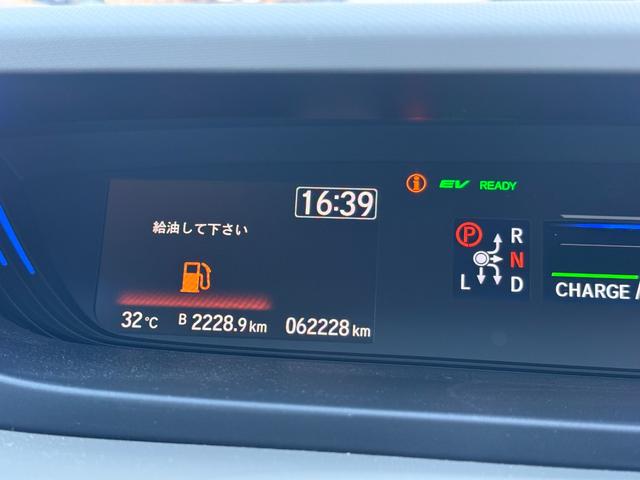 16:39
給油して下さい
32℃ B 2228.9 km 062228 km
i EV READY
P R
N
L D
CHARGE /